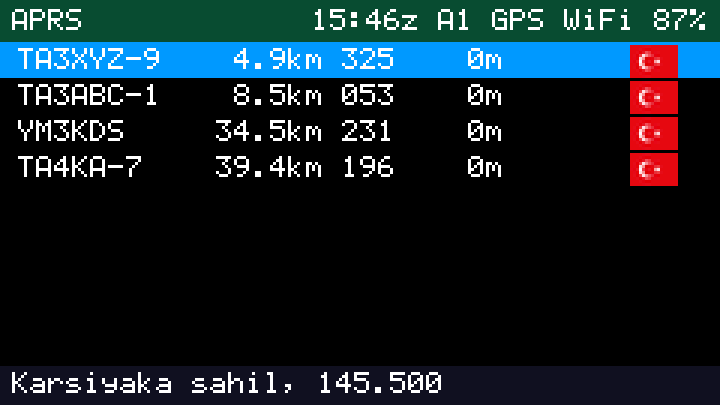 APRS 15:46z A1 GPS WiFi 87%
TA3XYZ-9 4.9km 325 0m
TA3ABC-1 8.5km 053 0m
YM3KDS 34.5km 231 0m
TA4KA-7 39.4km 196 0m
Karsiyaka sahil, 145.500